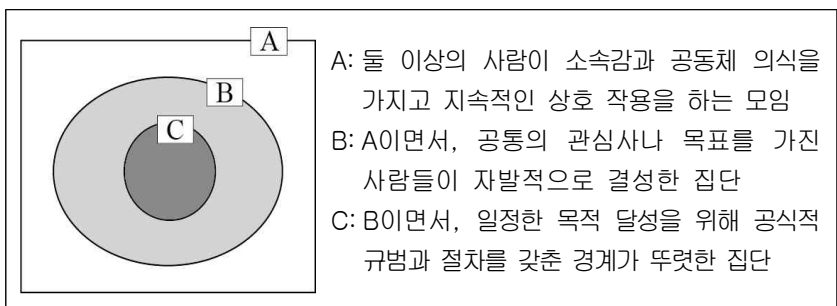 A
B
C
A: 둘 이상의 사람이 소속감과 공동체 의식을
가지고 지속적인 상호 작용을 하는 모임
B: A이면서, 공통의 관심사나 목표를 가진
사람들이 자발적으로 결성한 집단
C: B이면서, 일정한 목적 달성을 위해 공식적
규범과 절차를 갖춘 경계가 뚜렷한 집단